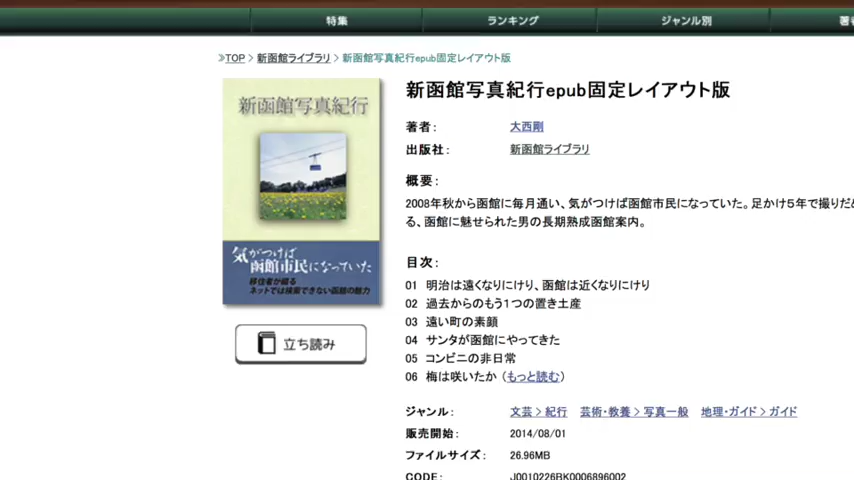 特集 ランキング ジャンル別 著
≫TOP > 新函館ライブラリ > 新函館写真紀行epub固定レイアウト版
新函館写真紀行
気がつけば
函館市民になっていた
移住者が綴る
ネットでは検索できない函館の魅力
立ち読み
新函館写真紀行epub固定レイアウト版
著者: 大西剛
出版社: 新函館ライブラリ
概要:
2008年秋から函館に毎月通い、気がつけば函館市民になっていた。足かけ5年で撮りだめ
る、函館に魅せられた男の長期熟成函館案内。
目次:
01 明治は遠くなりにけり、函館は近くなりにけり
02 過去からのもう1つの置き土産
03 遠い町の素顔
04 サンタが函館にやってきた
05 コンビニの非日常
06 梅は咲いたか (もっと読む)
ジャンル: 文芸 > 紀行 芸術・教養 > 写真一般 地理・ガイド > ガイド
販売開始: 2014/08/01
ファイルサイズ: 26.96MB
CODE: J0010226BK0006896002